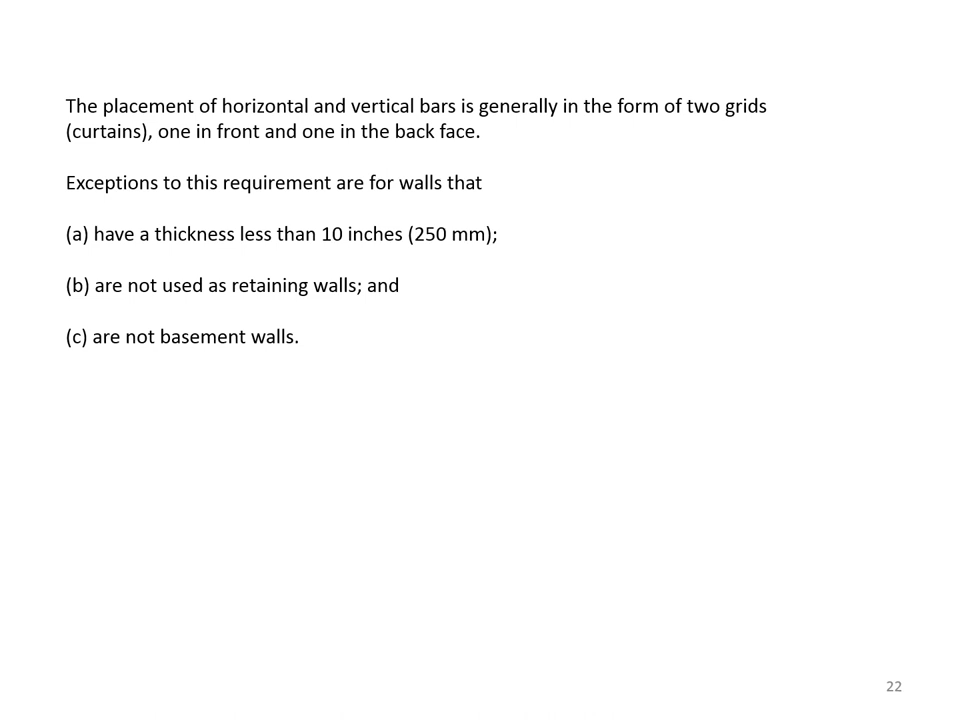 The placement of horizontal and vertical bars is generally in the form of two grids
(curtains), one in front and one in the back face.
Exceptions to this requirement are for walls that
(a) have a thickness less than 10 inches (250 mm);
(b) are not used as retaining walls; and
(c) are not basement walls.
22